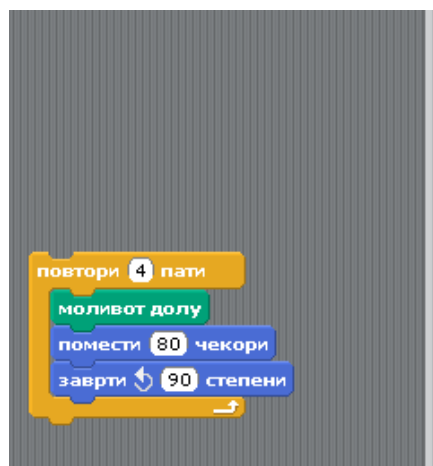 повтори 4 пати
моливот долу
помести 80 чекори
заврти 90 степени